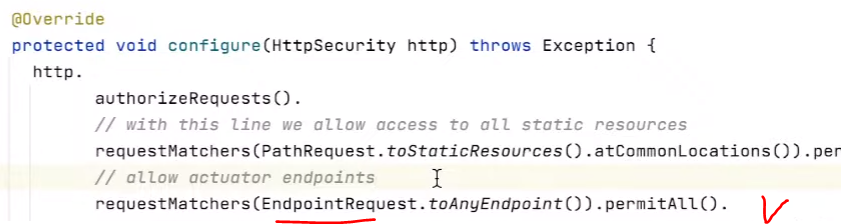 @Override
protected void configure(HttpSecurity http) throws Exception {
http.
authorizeRequests().
// with this line we allow access to all static resources
requestMatchers(PathRequest.toStaticResources().atCommonLocations()).per
// allow actuator endpoints
requestMatchers(EndpointRequest.toAnyEndpoint()).permitAll().